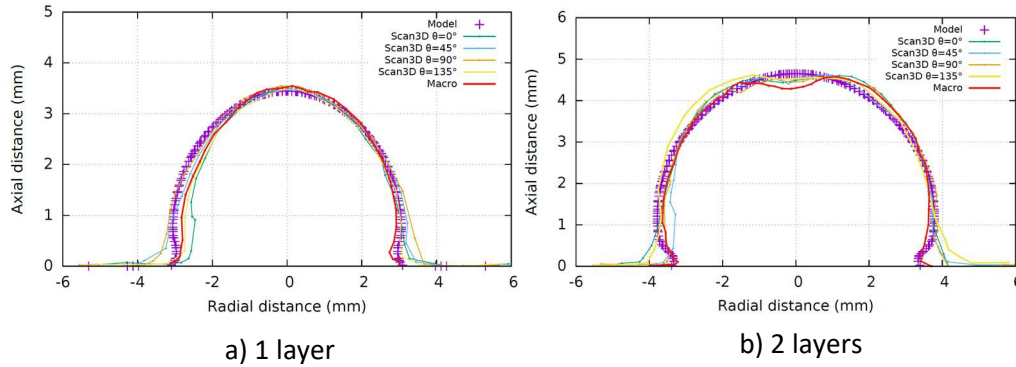 5
4
3
2
1
0
Axial distance (mm)
-6
-4
-2
0
2
4
6
Radial distance (mm)
Model
Scan3D θ=0°
Scan3D θ=45°
Scan3D θ=90°
Scan3D θ=135°
Macro
a) 1 layer
6
5
4
3
2
1
0
Axial distance (mm)
-6
-4
-2
0
2
4
6
Radial distance (mm)
Model
Scan3D θ=0°
Scan3D θ=45°
Scan3D θ=90°
Scan3D θ=135°
Macro
b) 2 layers